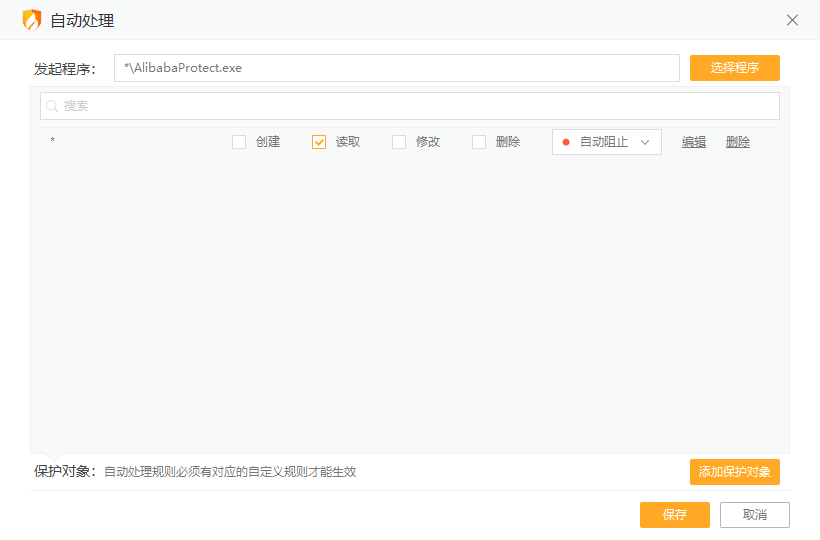 自动处理
发起程序： *\AlibabaProtect.exe 选择程序
搜索
* 创建 读取 修改 删除 自动阻止 编辑 删除
保护对象：自动处理规则必须有对应的自定义规则才能生效 添加保护对象
保存 取消